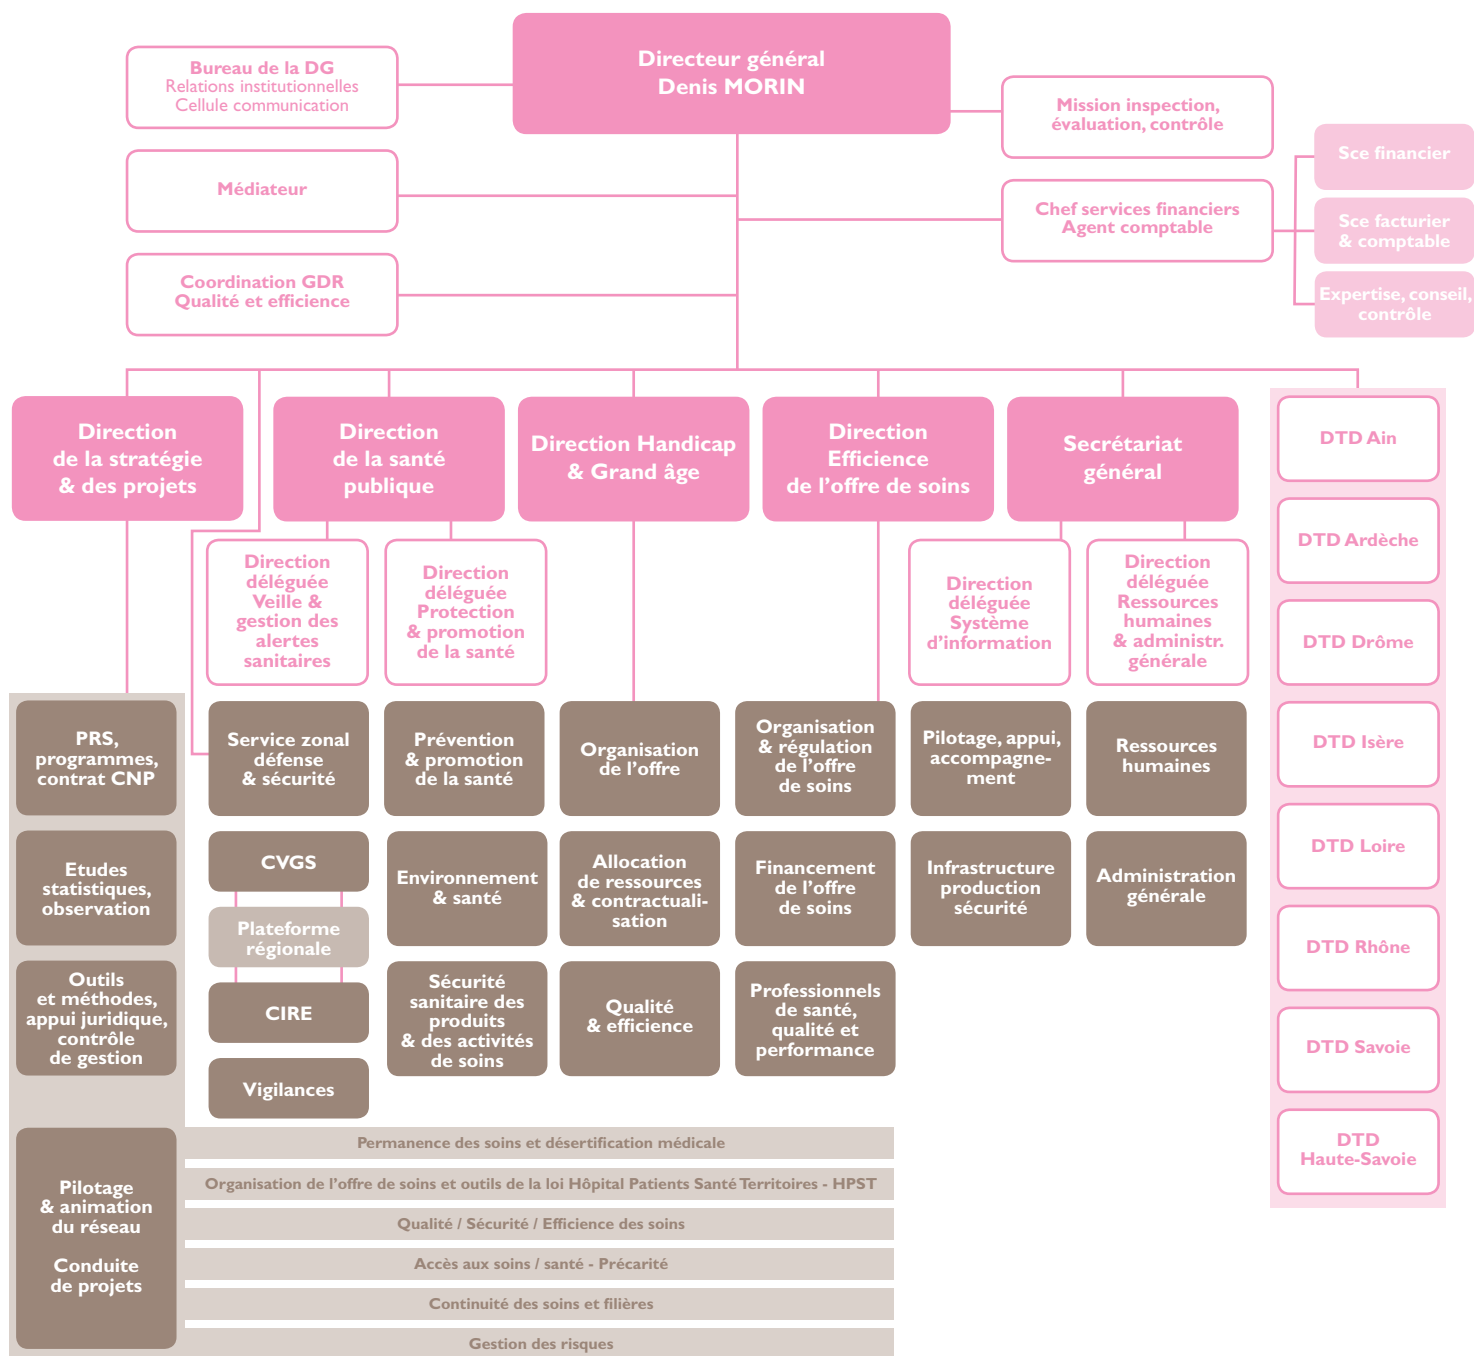 Directeur général
Denis MORIN
Bureau de la DG
Relations institutionnelles
Cellule communication
Mission inspection,
évaluation, contrôle
Sce financier
Médiateur
Chef services financiers
Agent comptable
Sce facturier
& comptable
Coordination GDR
Qualité et efficience
Expertise, conseil,
contrôle
Direction
de la stratégie
& des projets
Direction
de la santé
publique
Direction Handicap
& Grand âge
Direction
Efficience
de l’offre de soins
Secrétariat
général
DTD Ain
DTD Ardèche
DTD Drôme
DTD Isère
DTD Loire
DTD Rhône
DTD Savoie
DTD
Haute-Savoie
Direction
déléguée
Veille &
gestion des
alertes
sanitaires
Direction
déléguée
Protection
& promotion
de la santé
Direction
déléguée
Système
d’information
Direction
déléguée
Ressources
humaines
& administr.
générale
PRS,
programmes,
contrat CNP
Service zonal
défense
& sécurité
Prévention
& promotion
de la santé
Organisation
de l’offre
Organisation
& régulation
de l’offre
de soins
Pilotage, appui,
accompagne-
ment
Ressources
humaines
Etudes
statistiques,
observation
CVGS
Plateforme
régionale
Environnement
& santé
Allocation
de ressources
& contractuali-
sation
Financement
de l’offre
de soins
Infrastructure
production
sécurité
Administration
générale
Outils
et méthodes,
appui juridique,
contrôle
de gestion
CIRE
Vigilances
Sécurité
sanitaire des
produits
& des activités
de soins
Qualité
& efficience
Professionnels
de santé,
qualité et
performance
Pilotage
& animation
du réseau
Conduite
de projets
Permanence des soins et désertification médicale
Organisation de l’offre de soins et outils de la loi Hôpital Patients Santé Territoires - HPST
Qualité / Sécurité / Efficience des soins
Accès aux soins / santé - Précarité
Continuité des soins et filières
Gestion des risques